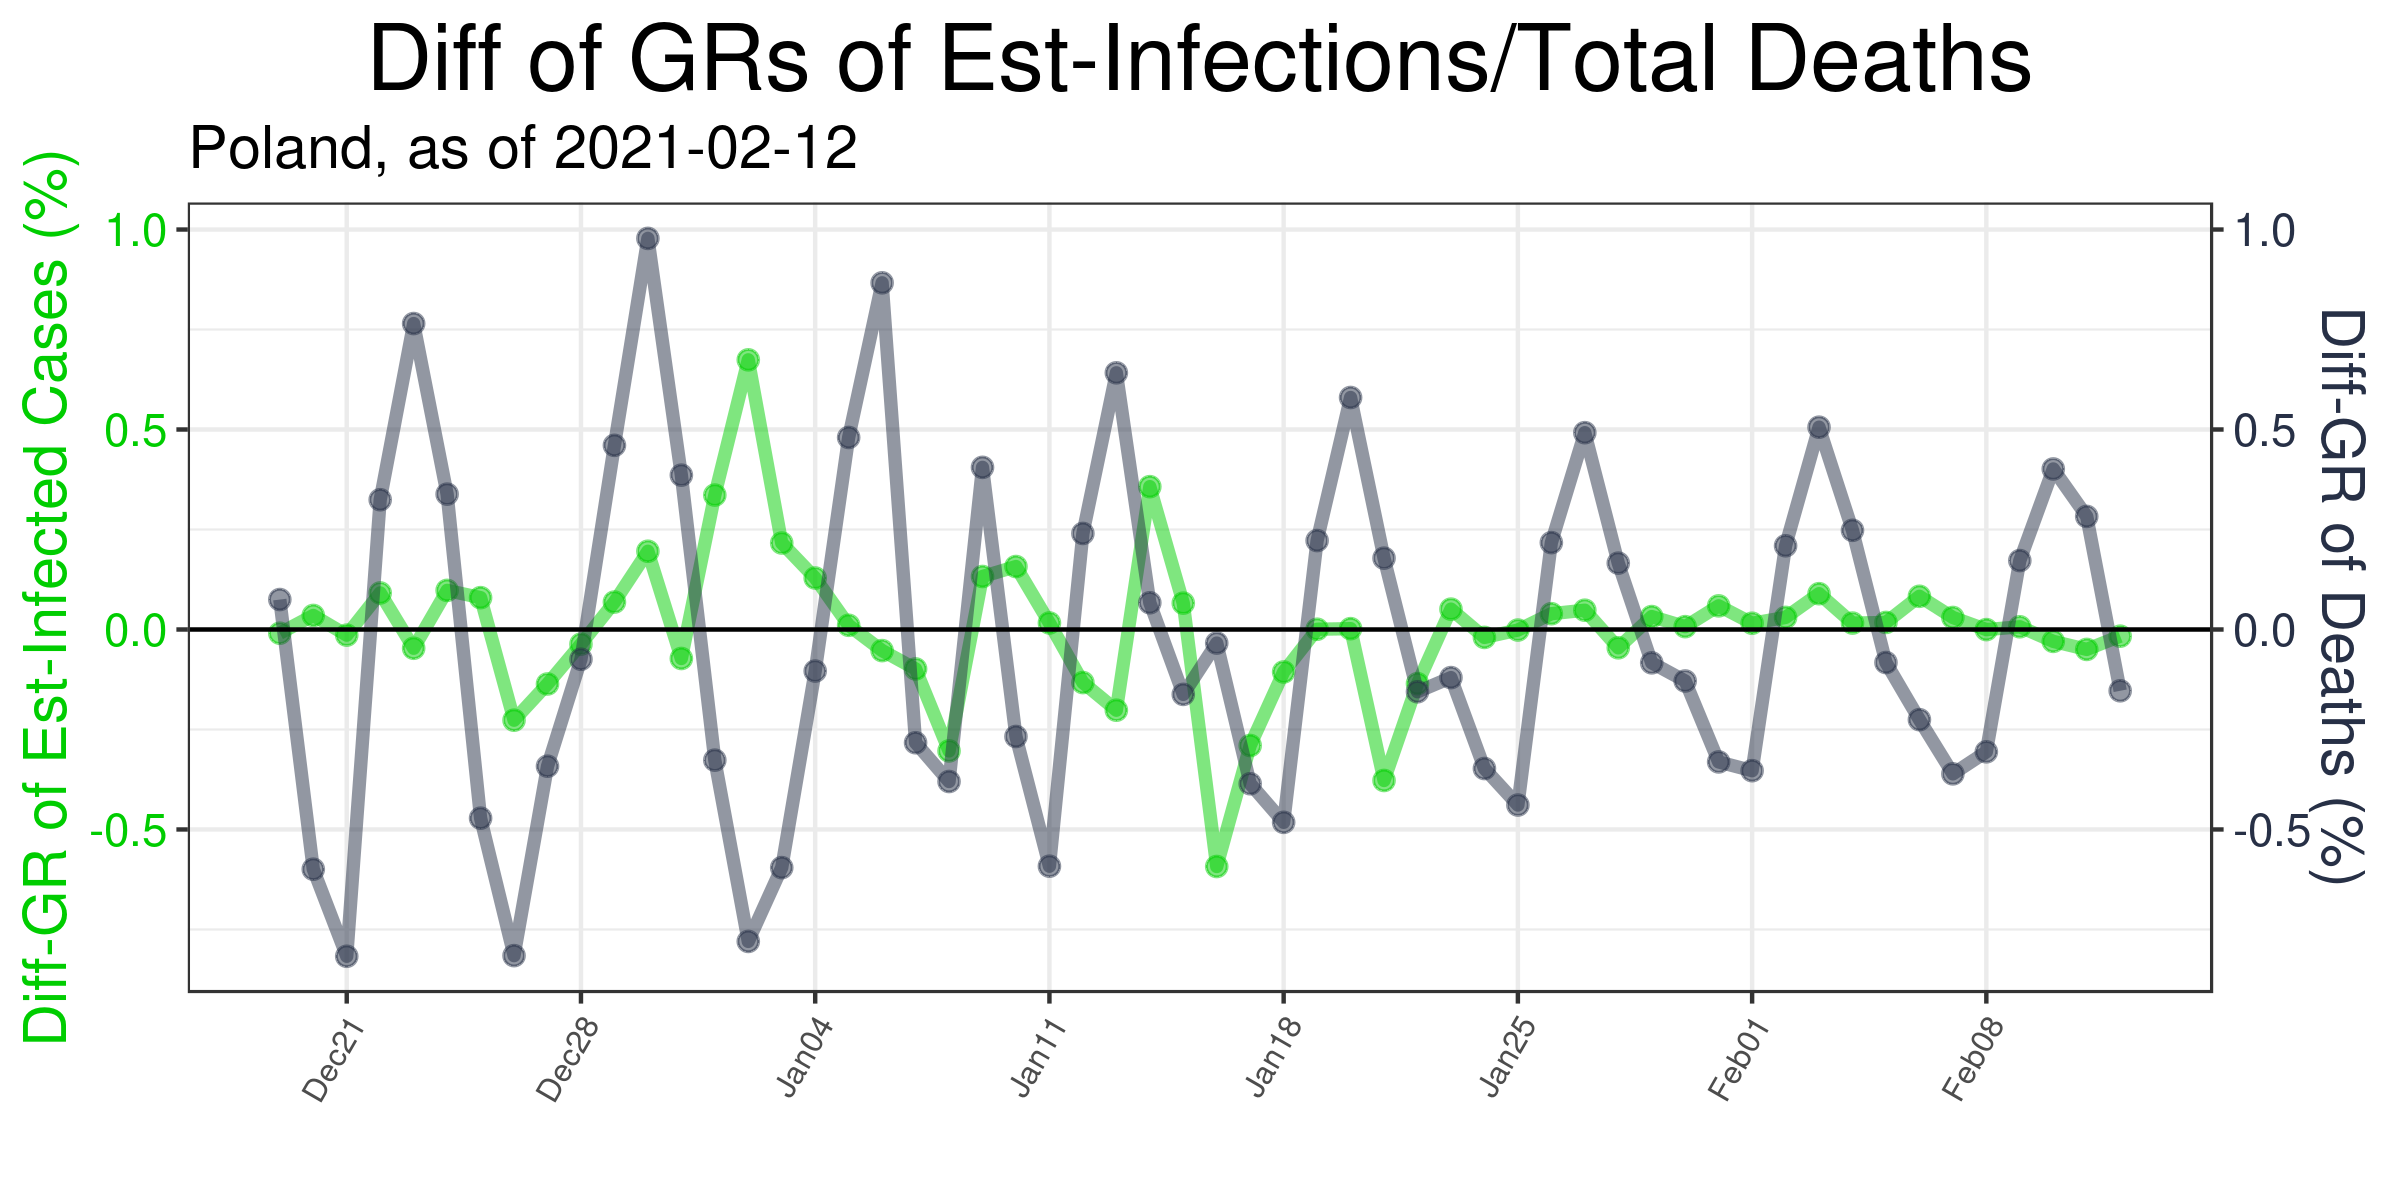 Diff of GRs of Est-Infections/Total Deaths
Poland, as of 2021-02-12
Diff-GR of Est-Infected Cases (%)
1.0
0.5
0.0
-0.5
1.0
0.5
0.0
-0.5
Diff-GR of Deaths (%)
Dec21
Dec28
Jan04
Jan11
Jan18
Jan25
Feb01
Feb08